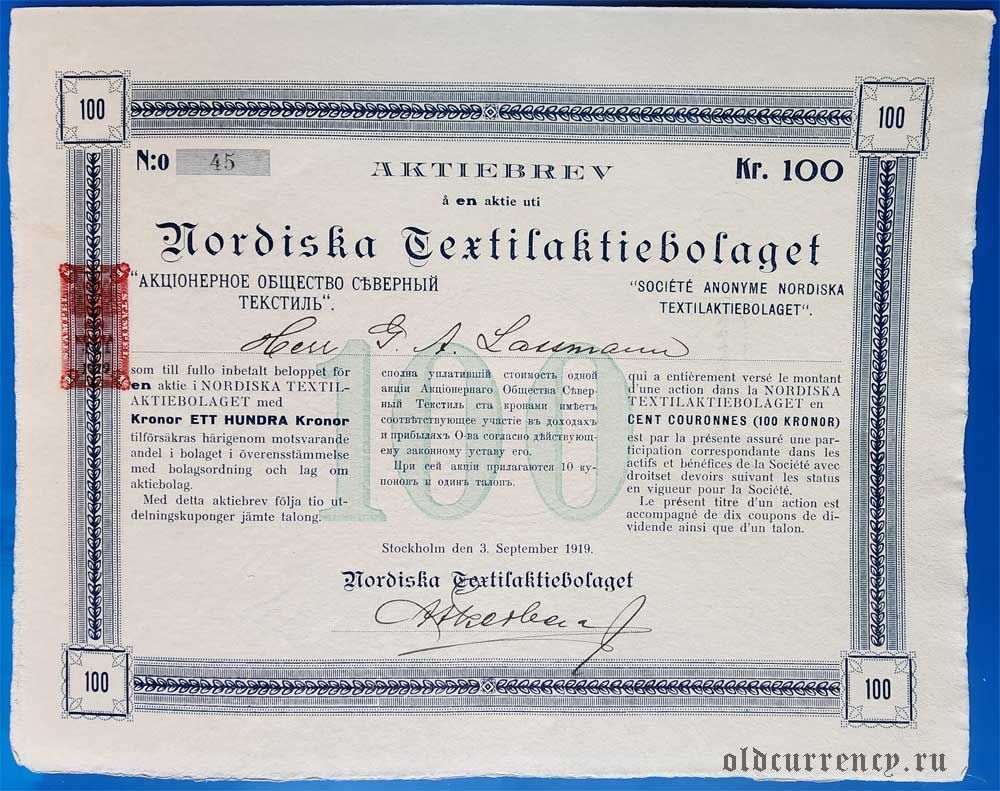 100
100
N:o 45
AKTIEBREV
Kr. 100
å en aktie uti
Nordiska Textilaktiebolaget
"АКЦІОНЕРНОЕ ОБЩЕСТВО СѢВЕРНЫЙ
ТЕКСТИЛЬ".
"SOCIÉTÉ ANONYME NORDISKA
TEXTILAKTIEBOLAGET".
Herr G. A. Lassmann
100
som till fullo inbetalt beloppet för
en aktie i NORDISKA TEXTIL-
AKTIEBOLAGET med
Kronor ETT HUNDRA Kronor
tilförsäkras härigenom motsvarande
andel i bolaget i överensstämmelse
med bolagsordning och lag om
aktiebolag.
Med detta aktiebrev följa tio ut-
delningskuponger jämte talong.
сполна уплатившій стоимость одной
акціи Акціонернаго Общества Сѣвер-
ный Текстиль ста кронами имѣетъ
соотвѣтствующее участіе въ доходахъ
и прибыляхъ О-ва согласно дѣйствующ-
ему законному уставу его.
При сей акціи прилагаются 10 ку-
поновъ и одинъ талонъ.
qui a entièrement versé le montant
d'une action dans la NORDISKA
TEXTILAKTIEBOLAGET en
CENT COURONNES (100 KRONOR)
est par la présente assuré une par-
ticipation correspondante dans les
actifs et bénéfices de la Société avec
droitset devoirs suivant les status
en vigueur pour la Société.
Le présent titre d'un action est
accompagné de dix coupons de di-
vidende ainsi que d'un talon.
Stockholm den 3. September 1919.
Nordiska Textilaktiebolaget
100
100
oldcurrency.ru